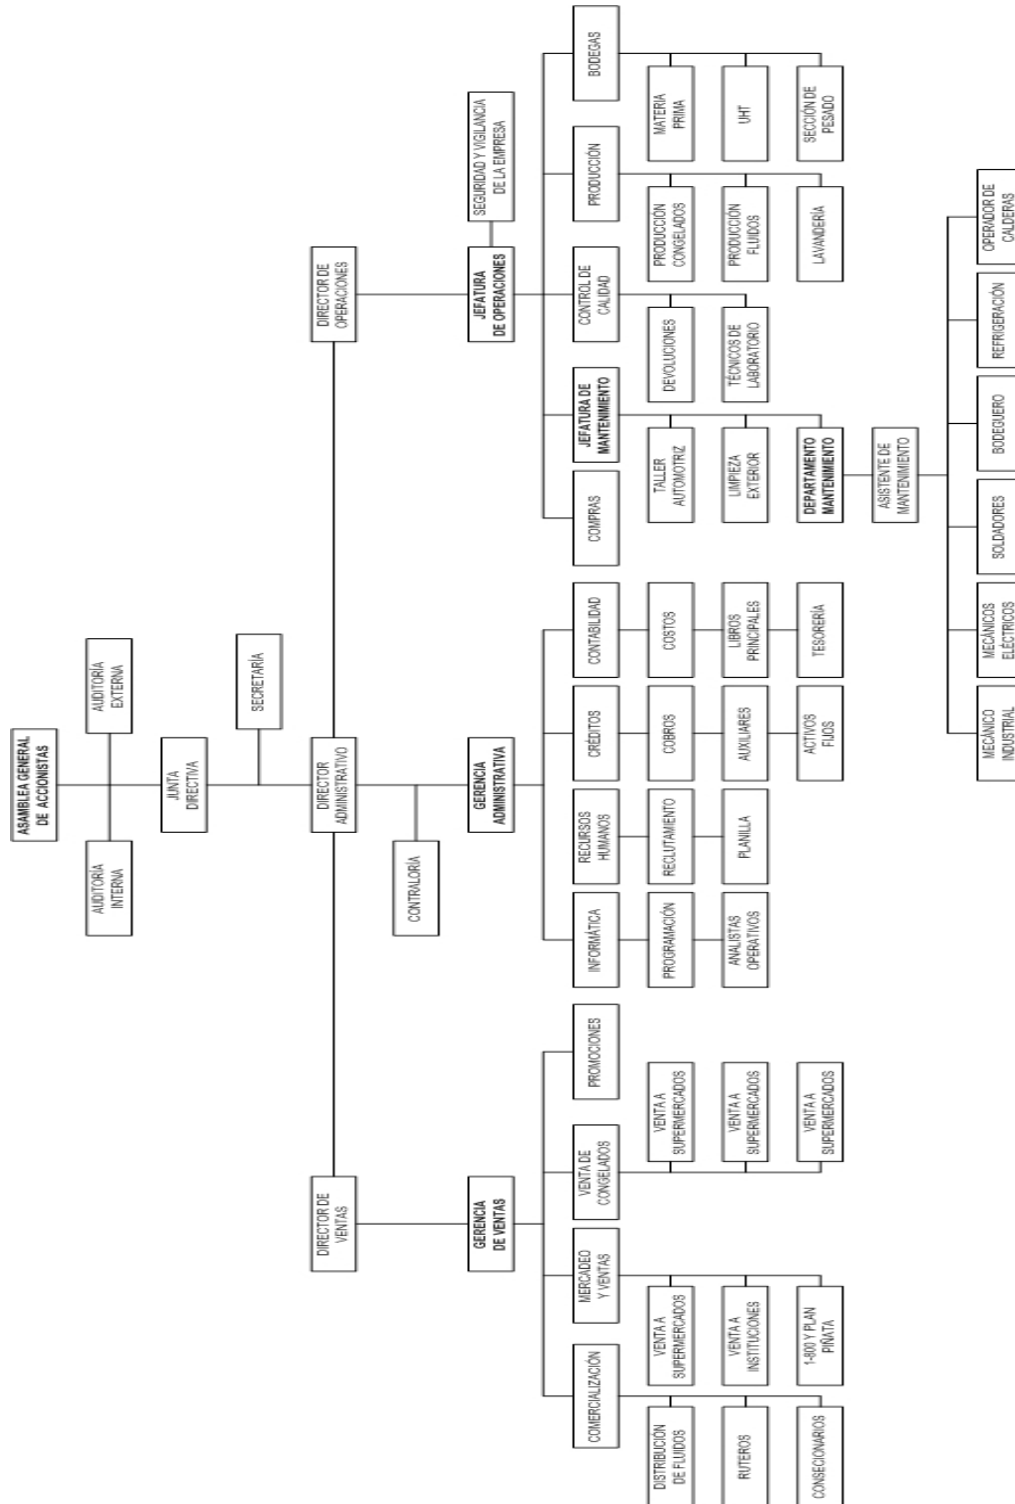 ASAMBLEA GENERAL
DE ACCIONISTAS
AUDITORÍA
INTERNA
AUDITORÍA
EXTERNA
JUNTA
DIRECTIVA
SECRETARÍA
DIRECTOR DE
VENTAS
DIRECTOR
ADMINISTRATIVO
DIRECTOR DE
OPERACIONES
CONTRALORÍA
GERENCIA
DE VENTAS
GERENCIA
ADMINISTRATIVA
JEFATURA
DE OPERACIONES
SEGURIDAD Y VIGILANCIA
DE LA EMPRESA
COMERCIALIZACIÓN
MERCADEO
Y VENTAS
VENTA DE
CONGELADOS
PROMOCIONES
INFORMÁTICA
RECURSOS
HUMANOS
CRÉDITOS
CONTABILIDAD
COMPRAS
JEFATURA DE
MANTENIMIENTO
CONTROL DE
CALIDAD
PRODUCCIÓN
BODEGAS
DISTRIBUCIÓN
DE FLUIDOS
VENTA A
SUPERMERCADOS
VENTA A
SUPERMERCADOS
PROGRAMACIÓN
RECLUTAMIENTO
COBROS
COSTOS
TALLER
AUTOMOTRIZ
DEVOLUCIONES
PRODUCCIÓN
CONGELADOS
MATERIA
PRIMA
RUTEROS
VENTA A
INSTITUCIONES
VENTA A
SUPERMERCADOS
ANALISTAS
OPERATIVOS
PLANILLA
AUXILIARES
LIBROS
PRINCIPALES
LIMPIEZA
EXTERIOR
TÉCNICOS DE
LABORATORIO
PRODUCCIÓN
FLUIDOS
UHT
CONSECIONARIOS
1-800 Y PLAN
PIÑATA
VENTA A
SUPERMERCADOS
ACTIVOS
FIJOS
TESORERÍA
DEPARTAMENTO
MANTENIMIENTO
LAVANDERÍA
SECCIÓN DE
PESADO
ASISTENTE DE
MANTENIMIENTO
MECÁNICO
INDUSTRIAL
MECÁNICOS
ELÉCTRICOS
SOLDADORES
BODEGUERO
REFRIGERACIÓN
OPERADOR DE
CALDERAS